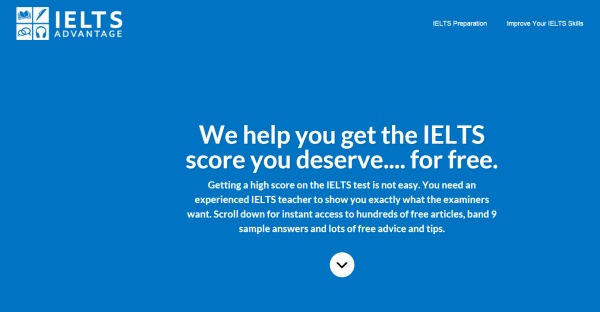 IELTS
ADVANTAGE
IELTS Preparation
Improve Your IELTS Skills
We help you get the IELTS
score you deserve.... for free.
Getting a high score on the IELTS test is not easy. You need an
experienced IELTS teacher to show you exactly what the examiners
want. Scroll down for instant access to hundreds of free articles, band 9
sample answers and lots of free advice and tips.